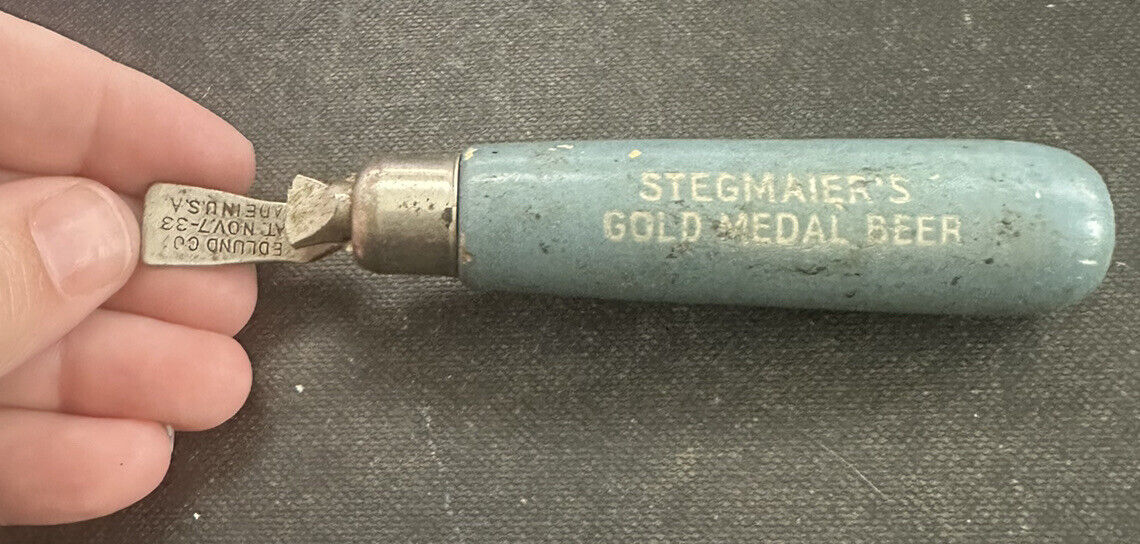 STEGMAIER'S
GOLD MEDAL BEER
EDLUND CO.
AT. NOV.7-33
ADE IN U.S.A